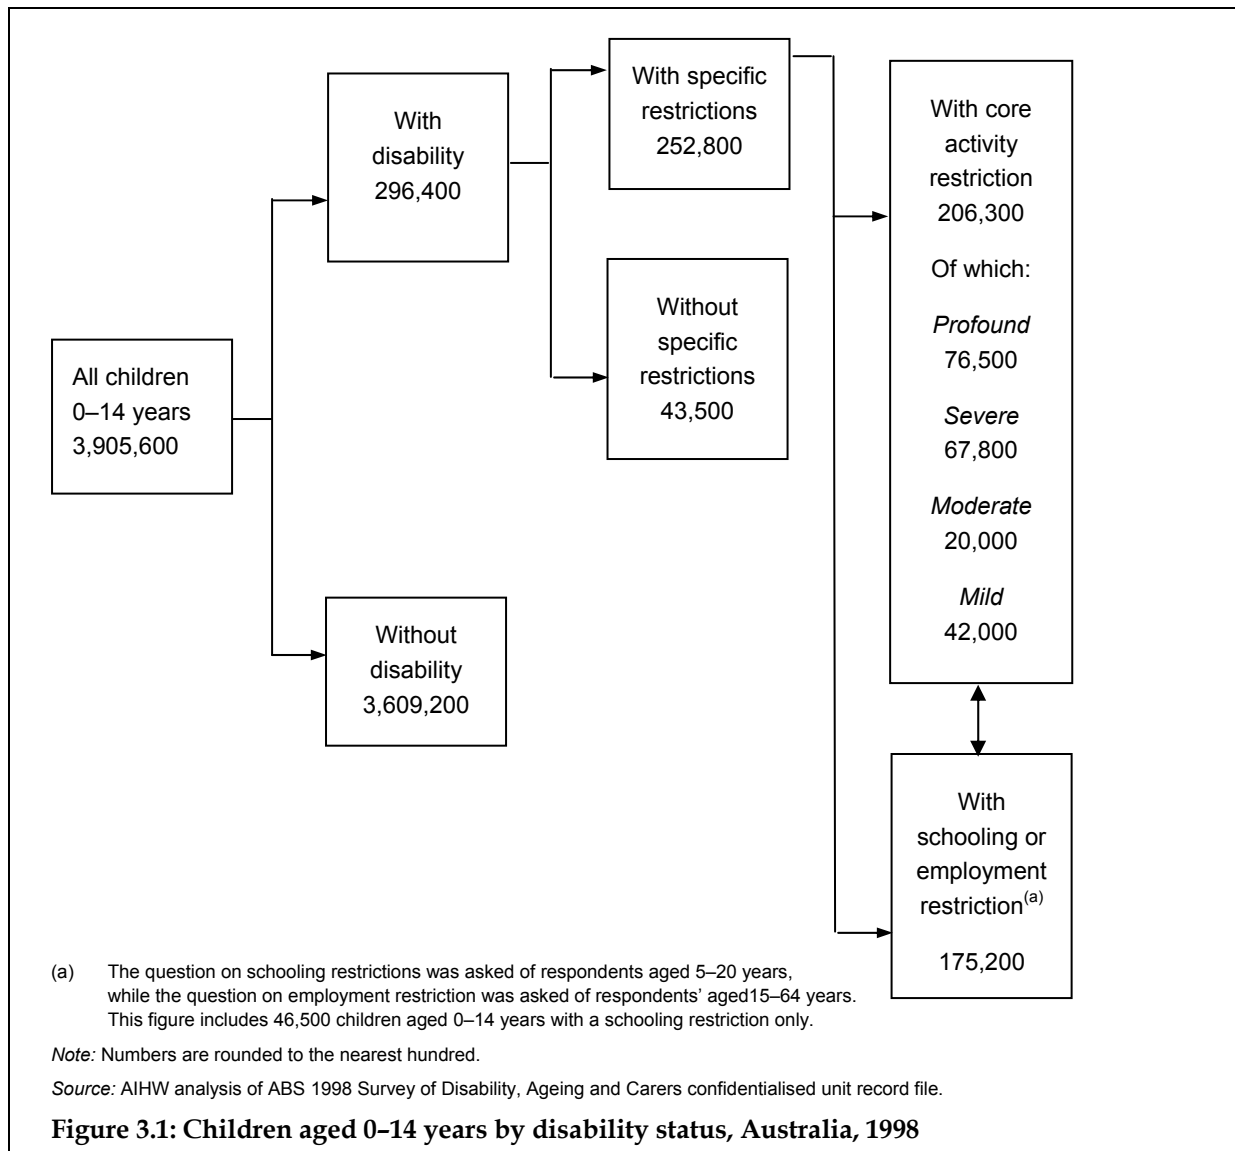 All children
0–14 years
3,905,600
With
disability
296,400
Without
disability
3,609,200
With specific
restrictions
252,800
Without
specific
restrictions
43,500
With core
activity
restriction
206,300
Of which:
Profound
76,500
Severe
67,800
Moderate
20,000
Mild
42,000
With
schooling or
employment
restriction(a)
175,200
(a) The question on schooling restrictions was asked of respondents aged 5–20 years,
while the question on employment restriction was asked of respondents’ aged15–64 years.
This figure includes 46,500 children aged 0–14 years with a schooling restriction only.
Note: Numbers are rounded to the nearest hundred.
Source: AIHW analysis of ABS 1998 Survey of Disability, Ageing and Carers confidentialised unit record file.
Figure 3.1: Children aged 0–14 years by disability status, Australia, 1998